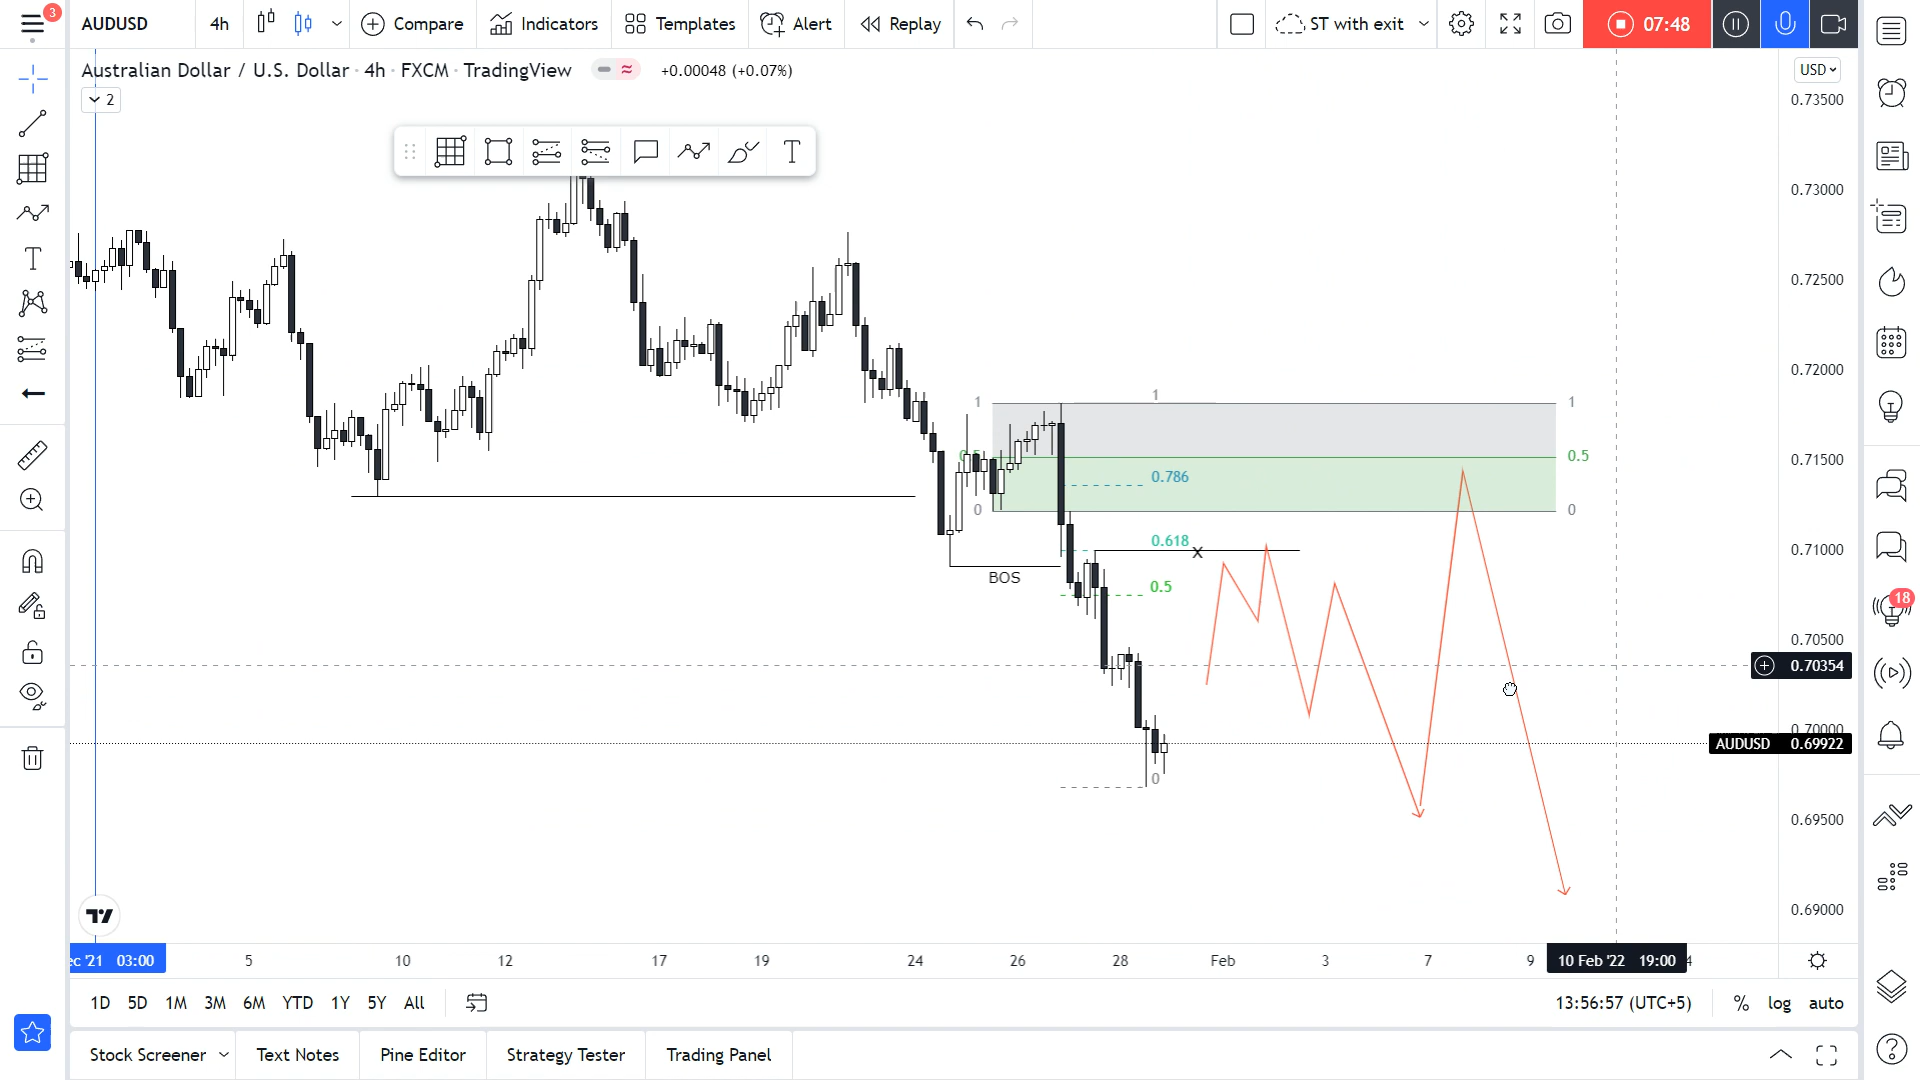 3
AUDUSD
4h
Compare
Indicators
Templates
Alert
Replay
ST with exit
07:48
Australian Dollar / U.S. Dollar · 4h · FXCM · TradingView
+0.00048 (+0.07%)
USD
2
0.73500
0.73000
0.72500
0.72000
0.71500
0.71000
0.70500
0.70354
0.70000
AUDUSD 0.69922
0.69500
0.69000
1
1
1
0.5
0.5
0.786
0
0
0.618
X
BOS
0.5
0
18
ec '21 03:00
5
10
12
17
19
24
26
28
Feb
3
7
9
10 Feb '22 19:00
4
1D
5D
1M
3M
6M
YTD
1Y
5Y
All
13:56:57 (UTC+5)
%
log
auto
Stock Screener
Text Notes
Pine Editor
Strategy Tester
Trading Panel